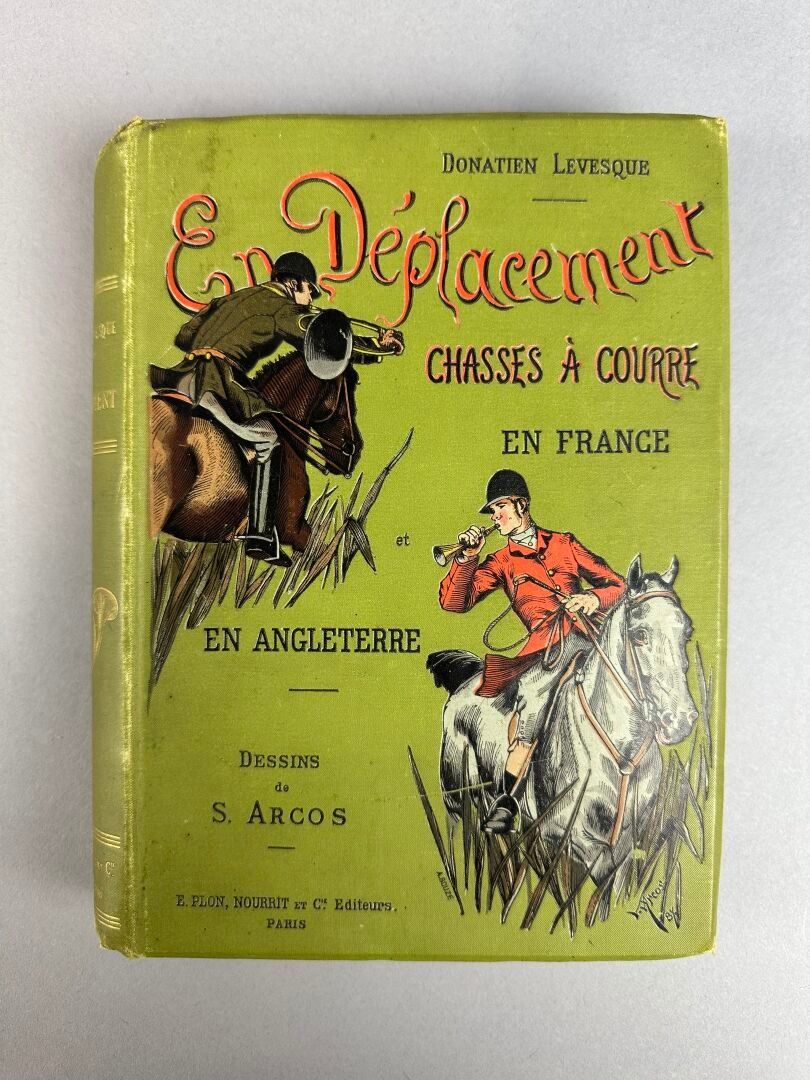 DONATIEN LEVESQUE
En Déplacement
CHASSES À COURRE
EN FRANCE
et
EN ANGLETERRE
DESSINS
de
S. ARCOS
E. PLON, NOURRIT ET Cie Editeurs.
PARIS
A. SOUZE